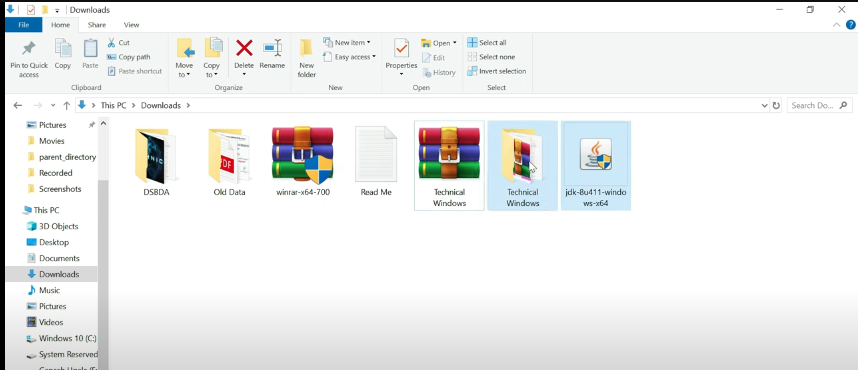 Downloads
File Home Share View
Pin to Quick access
Copy
Paste
Cut
Copy path
Paste shortcut
Clipboard
Move to
Copy to
Delete
Rename
Organize
New folder
New item
Easy access
New
Properties
Open
Edit
History
Open
Select all
Select none
Invert selection
Select
This PC > Downloads >
Search Do...
Pictures
Movies
parent_directory
Recorded
Screenshots
This PC
3D Objects
Desktop
Documents
Downloads
Music
Pictures
Videos
Windows 10 (C:)
System Reserved
DSBDA
PDF
Old Data
winrar-x64-700
Read Me
Technical
Windows
Technical
Windows
jdk-8u411-windo
ws-x64